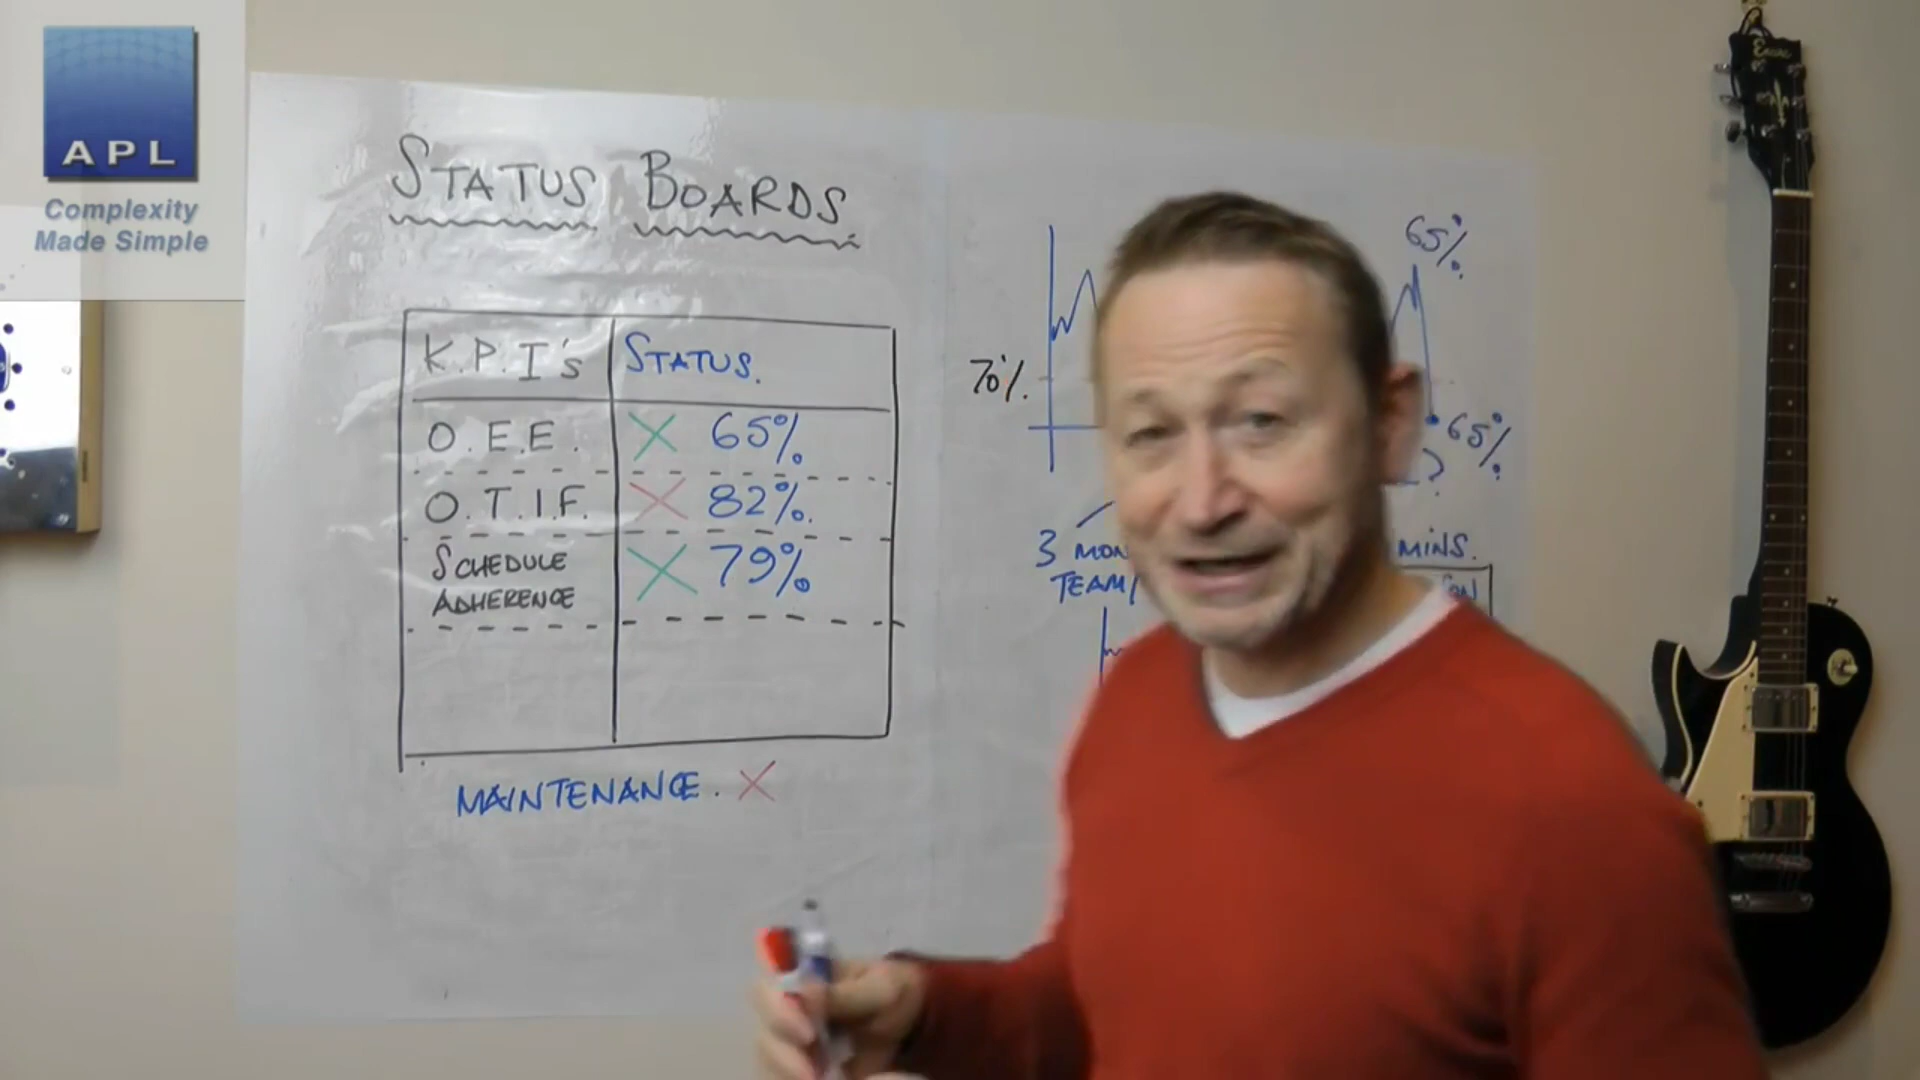 APL
Complexity
Made Simple
STATUS BOARDS
K.P.I's STATUS.
O.E.E. X 65%
O.T.I.F. X 82%.
SCHEDULE
ADHERENCE X 79%
MAINTENANCE. X
65%
70%.
65%
?
3 MON
TEAM/
MINS.